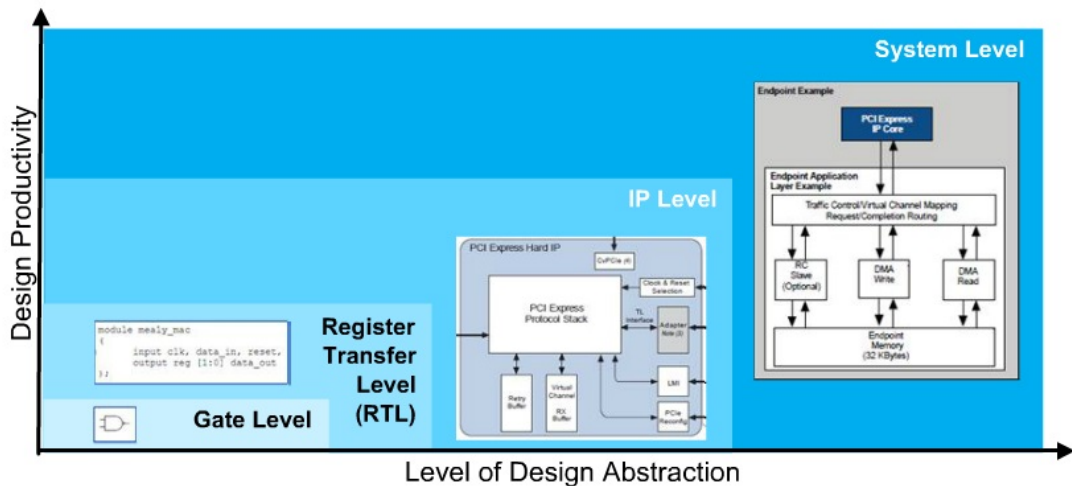 Design Productivity
System Level
Endpoint Example
PCI Express
IP Core
Endpoint Application
Layer Example
Traffic Control/Virtual Channel Mapping
Request/Completion Routing
RC
Slave
(Optional)
DMA
Write
DMA
Read
Endpoint
Memory
(32 KBytes)
IP Level
PCI Express Hard IP
CvPCIe (4)
Clock & Reset
Selection
PCI Express
Protocol Stack
TL
Interface
Adapter
Note (3)
Retry
Buffer
Virtual
Channel
RX
Buffer
LMI
PCIe
Reconfig
Register
Transfer
Level
(RTL)
module mealy_mac
{
input clk, data_in, reset,
output reg [1:0] data_out
};
Gate Level
Level of Design Abstraction